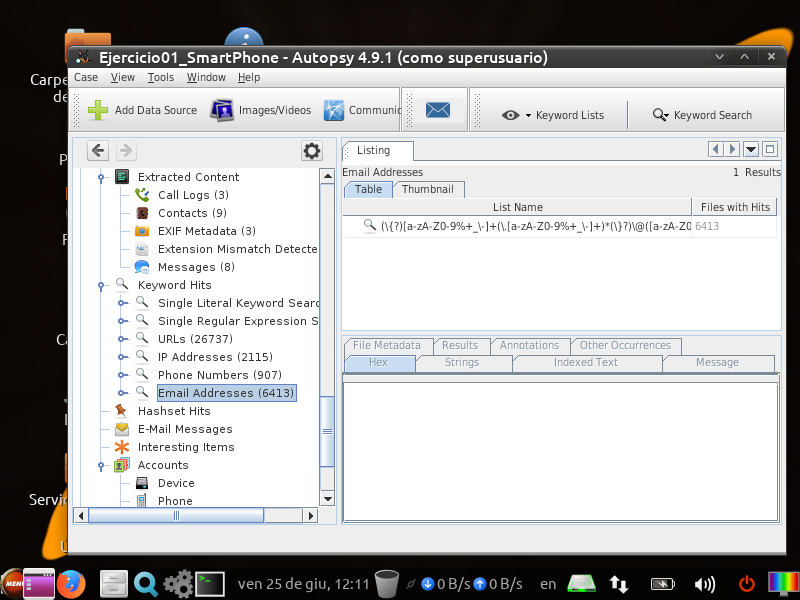 Ejercicio01_SmartPhone - Autopsy 4.9.1 (como superusuario)
Case View Tools Window Help
Add Data Source Images/Videos Communic Keyword Lists Keyword Search
Extracted Content
Call Logs (3)
Contacts (9)
EXIF Metadata (3)
Extension Mismatch Detecte
Messages (8)
Keyword Hits
Single Literal Keyword Searc
Single Regular Expression S
URLs (26737)
IP Addresses (2115)
Phone Numbers (907)
Email Addresses (6413)
Hashset Hits
E-Mail Messages
Interesting Items
Accounts
Device
Phone
Listing
Email Addresses 1 Results
Table Thumbnail
List Name Files with Hits
(\{?)[a-zA-Z0-9%+_\-]+(\.[a-zA-Z0-9%+_\-]+)*(\}?)\@([a-zA-Z0 6413
File Metadata Results Annotations Other Occurrences
Hex Strings Indexed Text Message
Carpe
de
Ca
Servic
MENU ven 25 de giu, 12:11 0 B/s 0 B/s en